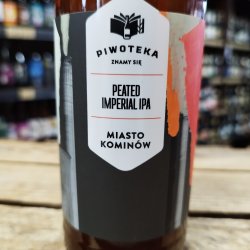 PIWOTEKA
ZNAMY SIĘ
PEATED
IMPERIAL IPA
MIASTO
KOMINÓW